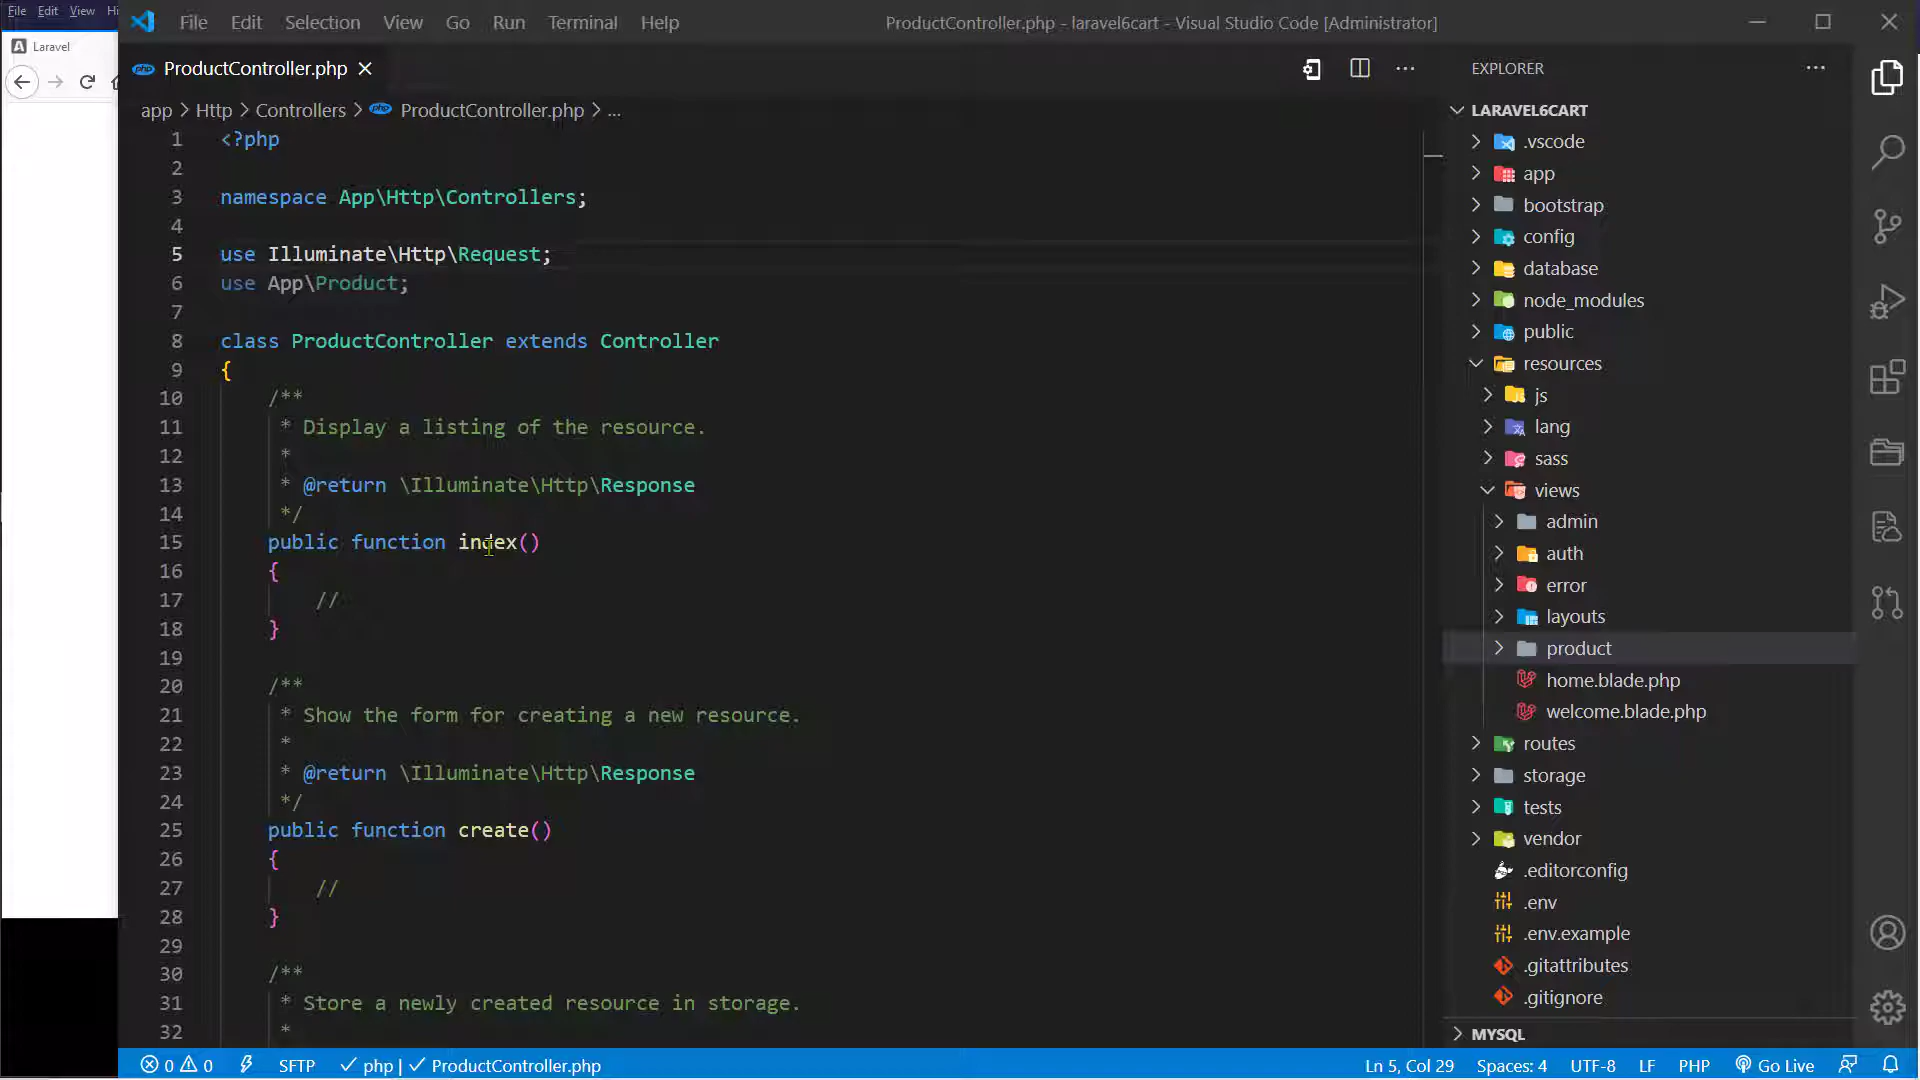 File Edit View Hi
Laravel
File Edit Selection View Go Run Terminal Help
ProductController.php - laravel6cart - Visual Studio Code [Administrator]
ProductController.php
app > Http > Controllers > ProductController.php > ...
1 <?php
2
3 namespace App\Http\Controllers;
4
5 use Illuminate\Http\Request;
6 use App\Product;
7
8 class ProductController extends Controller
9 {
10 /**
11 * Display a listing of the resource.
12 *
13 * @return \Illuminate\Http\Response
14 */
15 public function index()
16 {
17 //
18 }
19
20 /**
21 * Show the form for creating a new resource.
22 *
23 * @return \Illuminate\Http\Response
24 */
25 public function create()
26 {
27 //
28 }
29
30 /**
31 * Store a newly created resource in storage.
32 *
EXPLORER
LARAVEL6CART
.vscode
app
bootstrap
config
database
node_modules
public
resources
js
lang
sass
views
admin
auth
error
layouts
product
home.blade.php
welcome.blade.php
routes
storage
tests
vendor
.editorconfig
.env
.env.example
.gitattributes
.gitignore
MYSQL
0 0 SFTP php | ProductController.php
Ln 5, Col 29 Spaces: 4 UTF-8 LF PHP Go Live